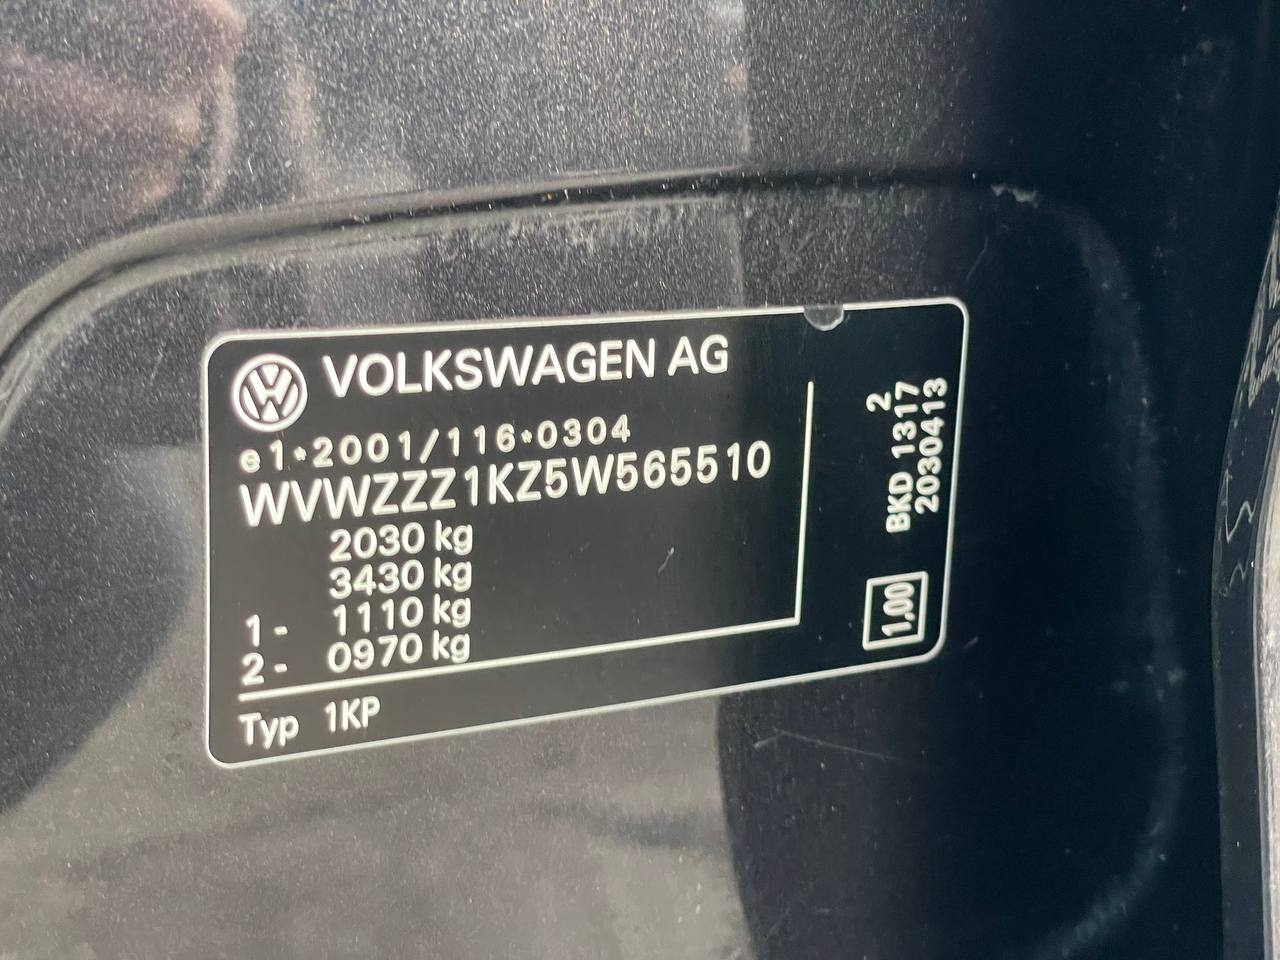 VOLKSWAGEN AG
e1*2001/116*0304
WVWZZZ1KZ5W565510
2030 kg
3430 kg
1- 1110 kg
2- 0970 kg
Typ 1KP
2
BKD 1317
2030413
1,00